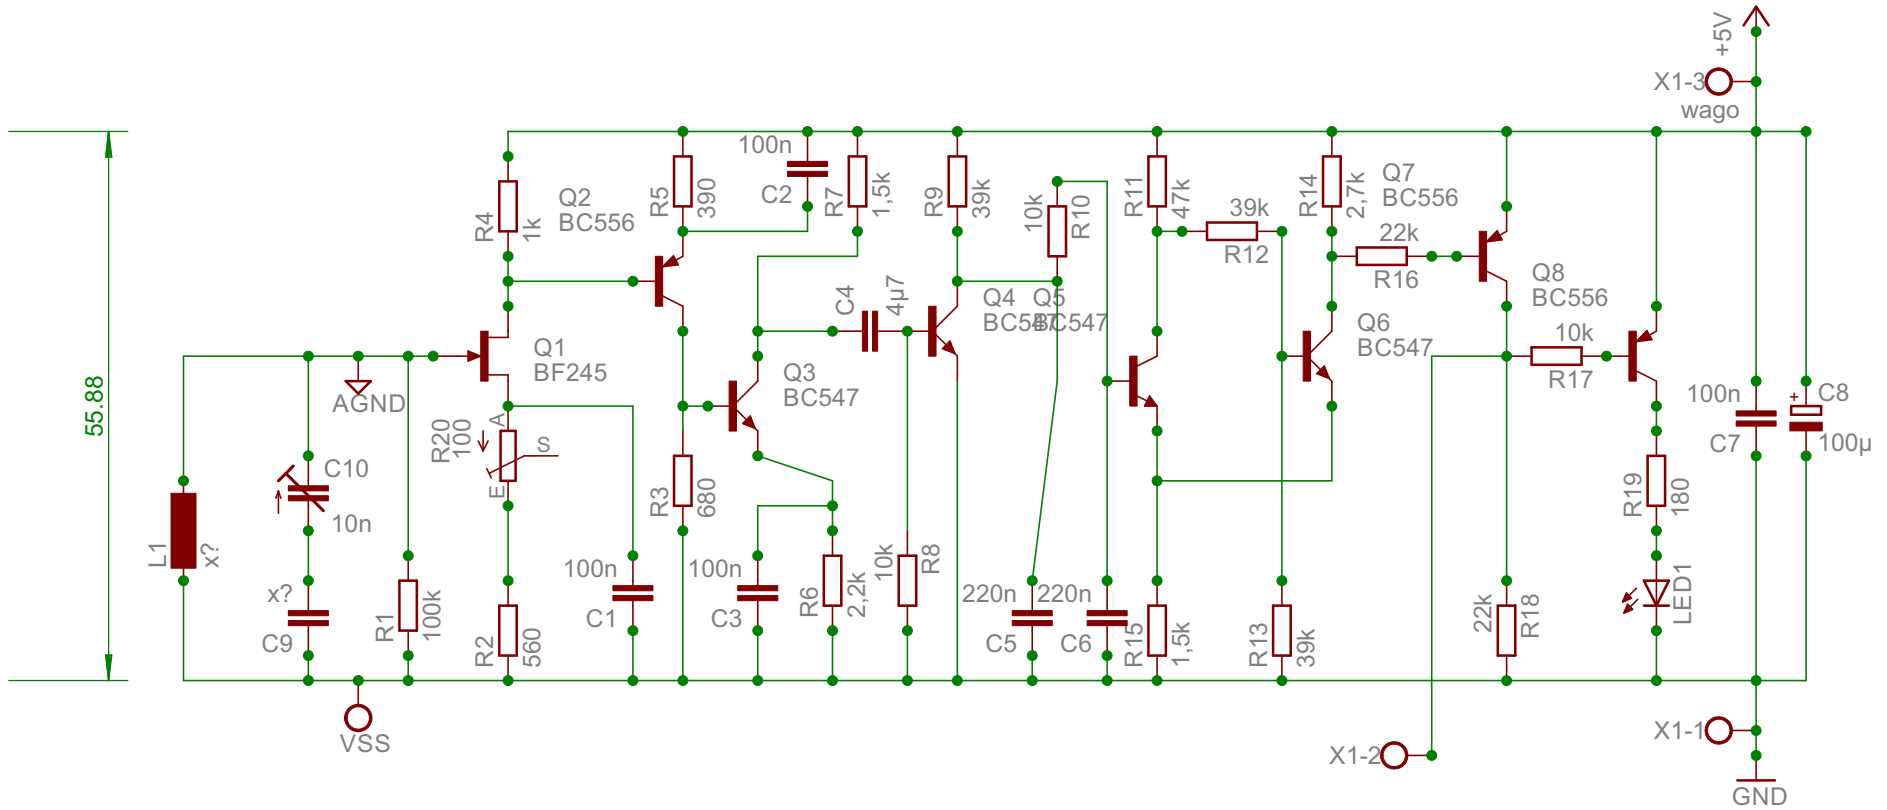 +5V
X1-3
wago
100n
C2
R4
1k
Q2
BC556
R5
390
R7
1,5k
R9
39k
10k
R10
R11
47k
39k
R12
R14
2,7k
Q7
BC556
22k
R16
Q8
BC556
C4
4µ7
Q4
BC547
Q5
BC547
Q6
BC547
10k
R17
Q1
BF245
Q3
BC547
AGND
55.88
R20
100
A
S
E
C10
10n
L1
x?
x?
C9
R1
100k
R2
560
100n
C1
R3
680
100n
C3
R6
2,2k
10k
R8
220n
C5
220n
C6
R15
1,5k
R13
39k
22k
R18
R19
180
LED1
100n
C7
+
C8
100µ
VSS
X1-2
X1-1
GND